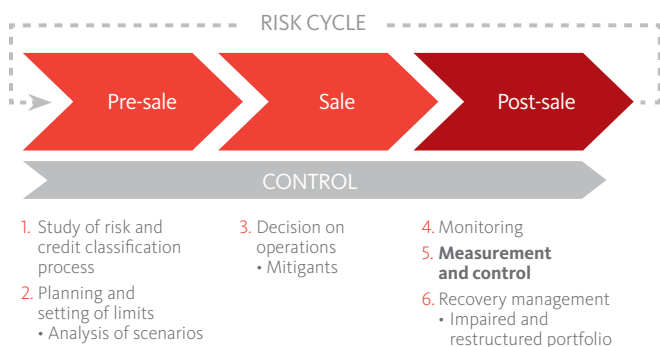 RISK CYCLE
Pre-sale
Sale
Post-sale
CONTROL
1. Study of risk and
credit classification
process
2. Planning and
setting of limits
• Analysis of scenarios
3. Decision on
operations
• Mitigants
4. Monitoring
5. Measurement
and control
6. Recovery management
• Impaired and
restructured portfolio